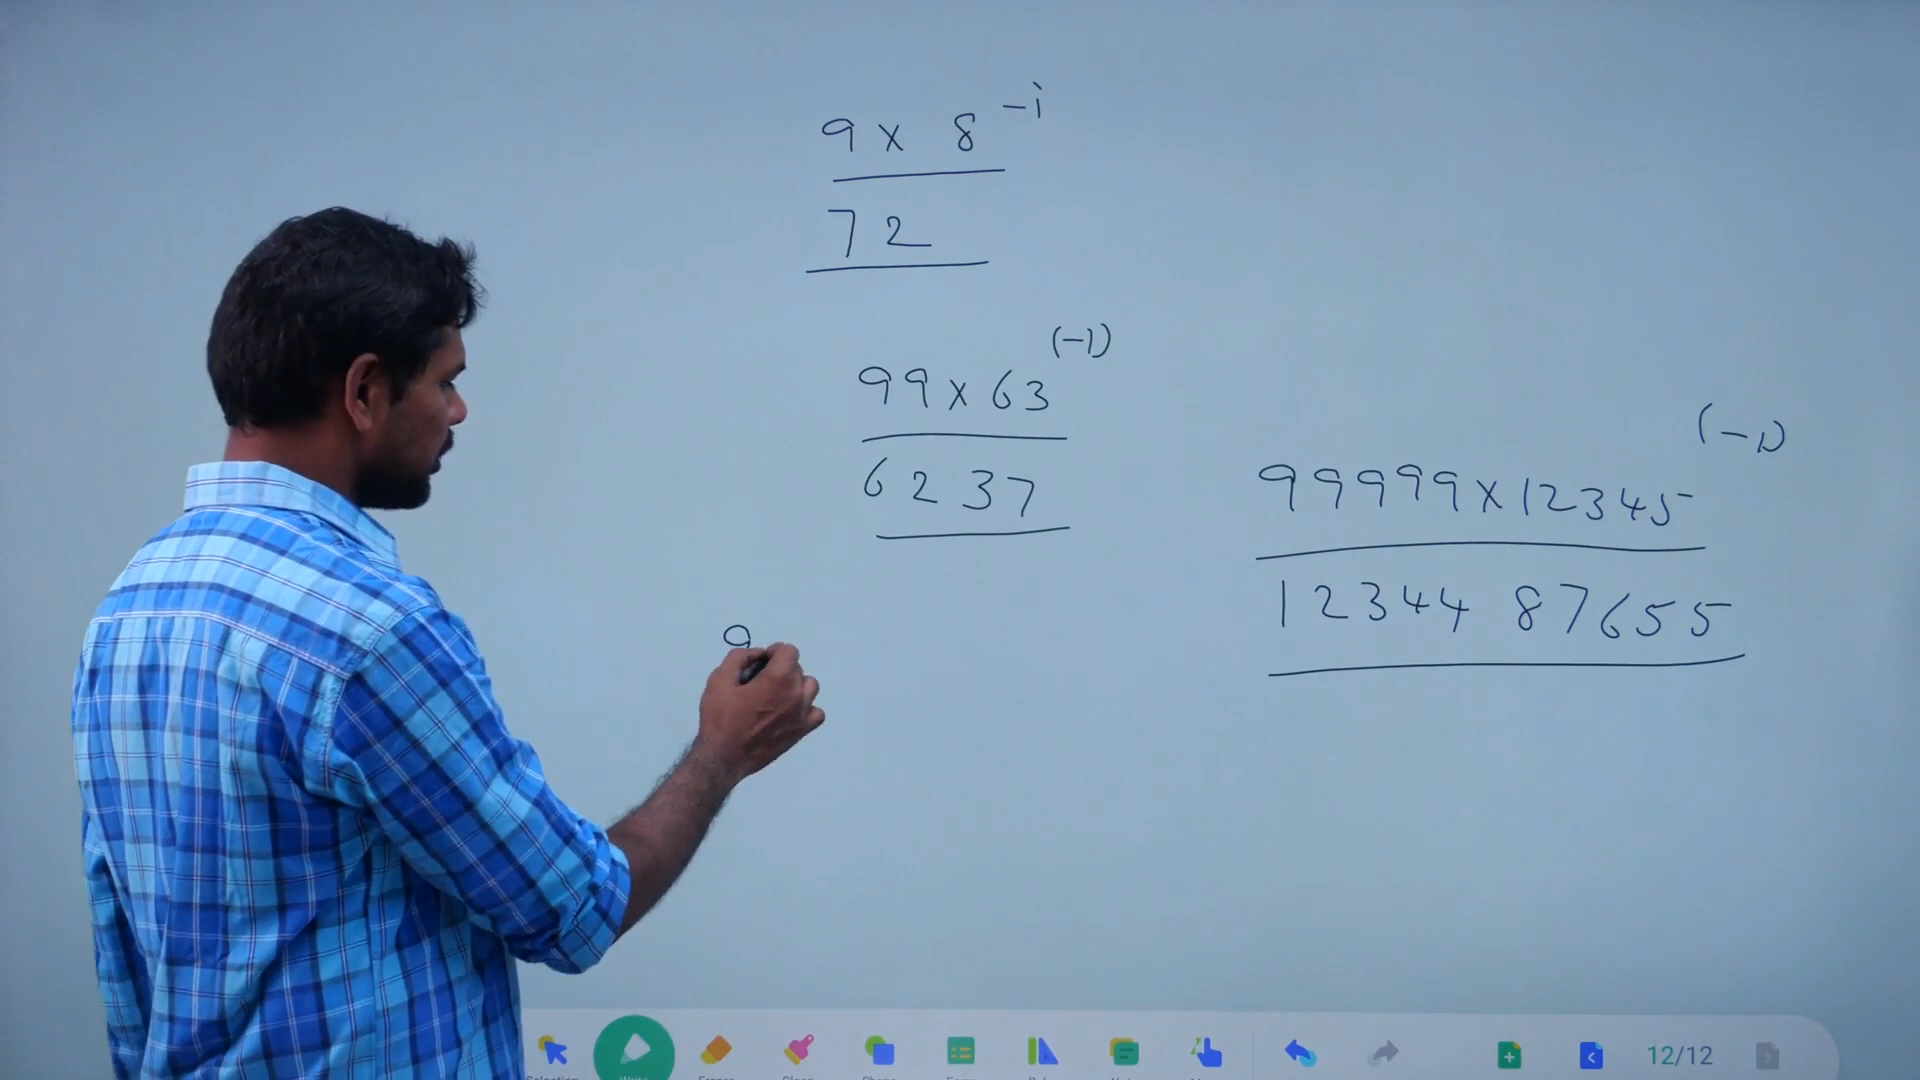 9 x 8 -1
72
99 x 63 (-1)
6237
99999 x 12345 (-1)
12344 87655
9
12/12